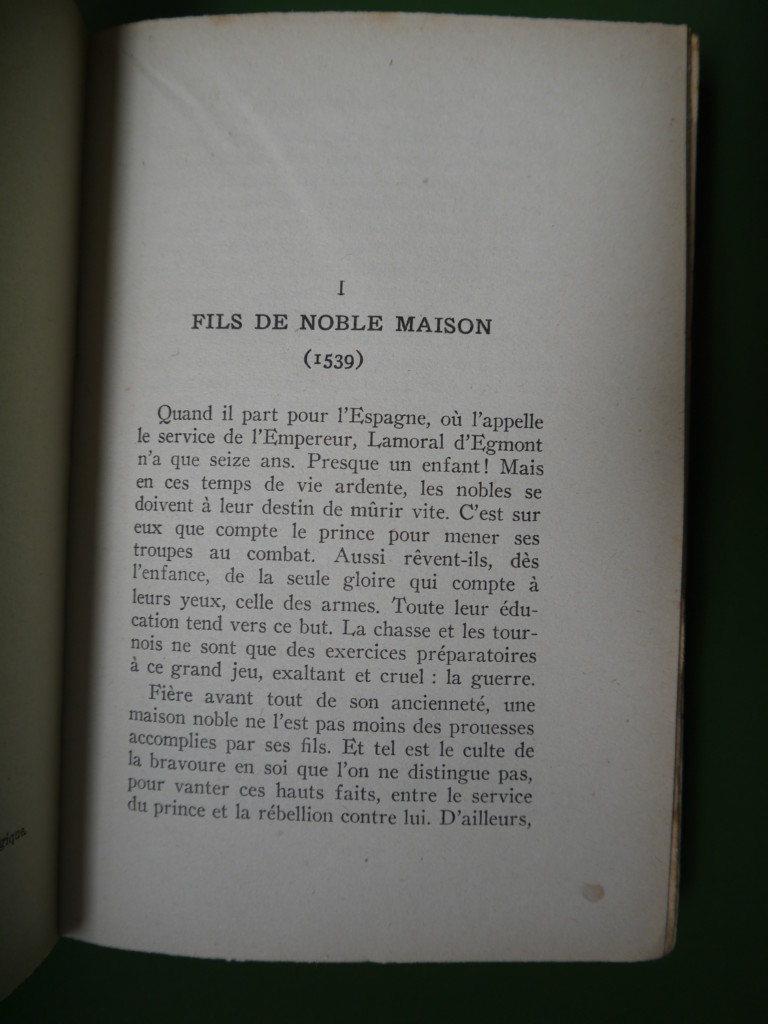 I
FILS DE NOBLE MAISON
(1539)
Quand il part pour l'Espagne, où l'appelle
le service de l'Empereur, Lamoral d'Egmont
n'a que seize ans. Presque un enfant! Mais
en ces temps de vie ardente, les nobles se
doivent à leur destin de mûrir vite. C'est sur
eux que compte le prince pour mener ses
troupes au combat. Aussi rêvent-ils, dès
l'enfance, de la seule gloire qui compte à
leurs yeux, celle des armes. Toute leur édu-
cation tend vers ce but. La chasse et les tour-
nois ne sont que des exercices préparatoires
à ce grand jeu, exaltant et cruel : la guerre.
Fière avant tout de son ancienneté, une
maison noble ne l'est pas moins des prouesses
accomplies par ses fils. Et tel est le culte de
la bravoure en soi que l'on ne distingue pas,
pour vanter ces hauts faits, entre le service
du prince et la rébellion contre lui. D'ailleurs,